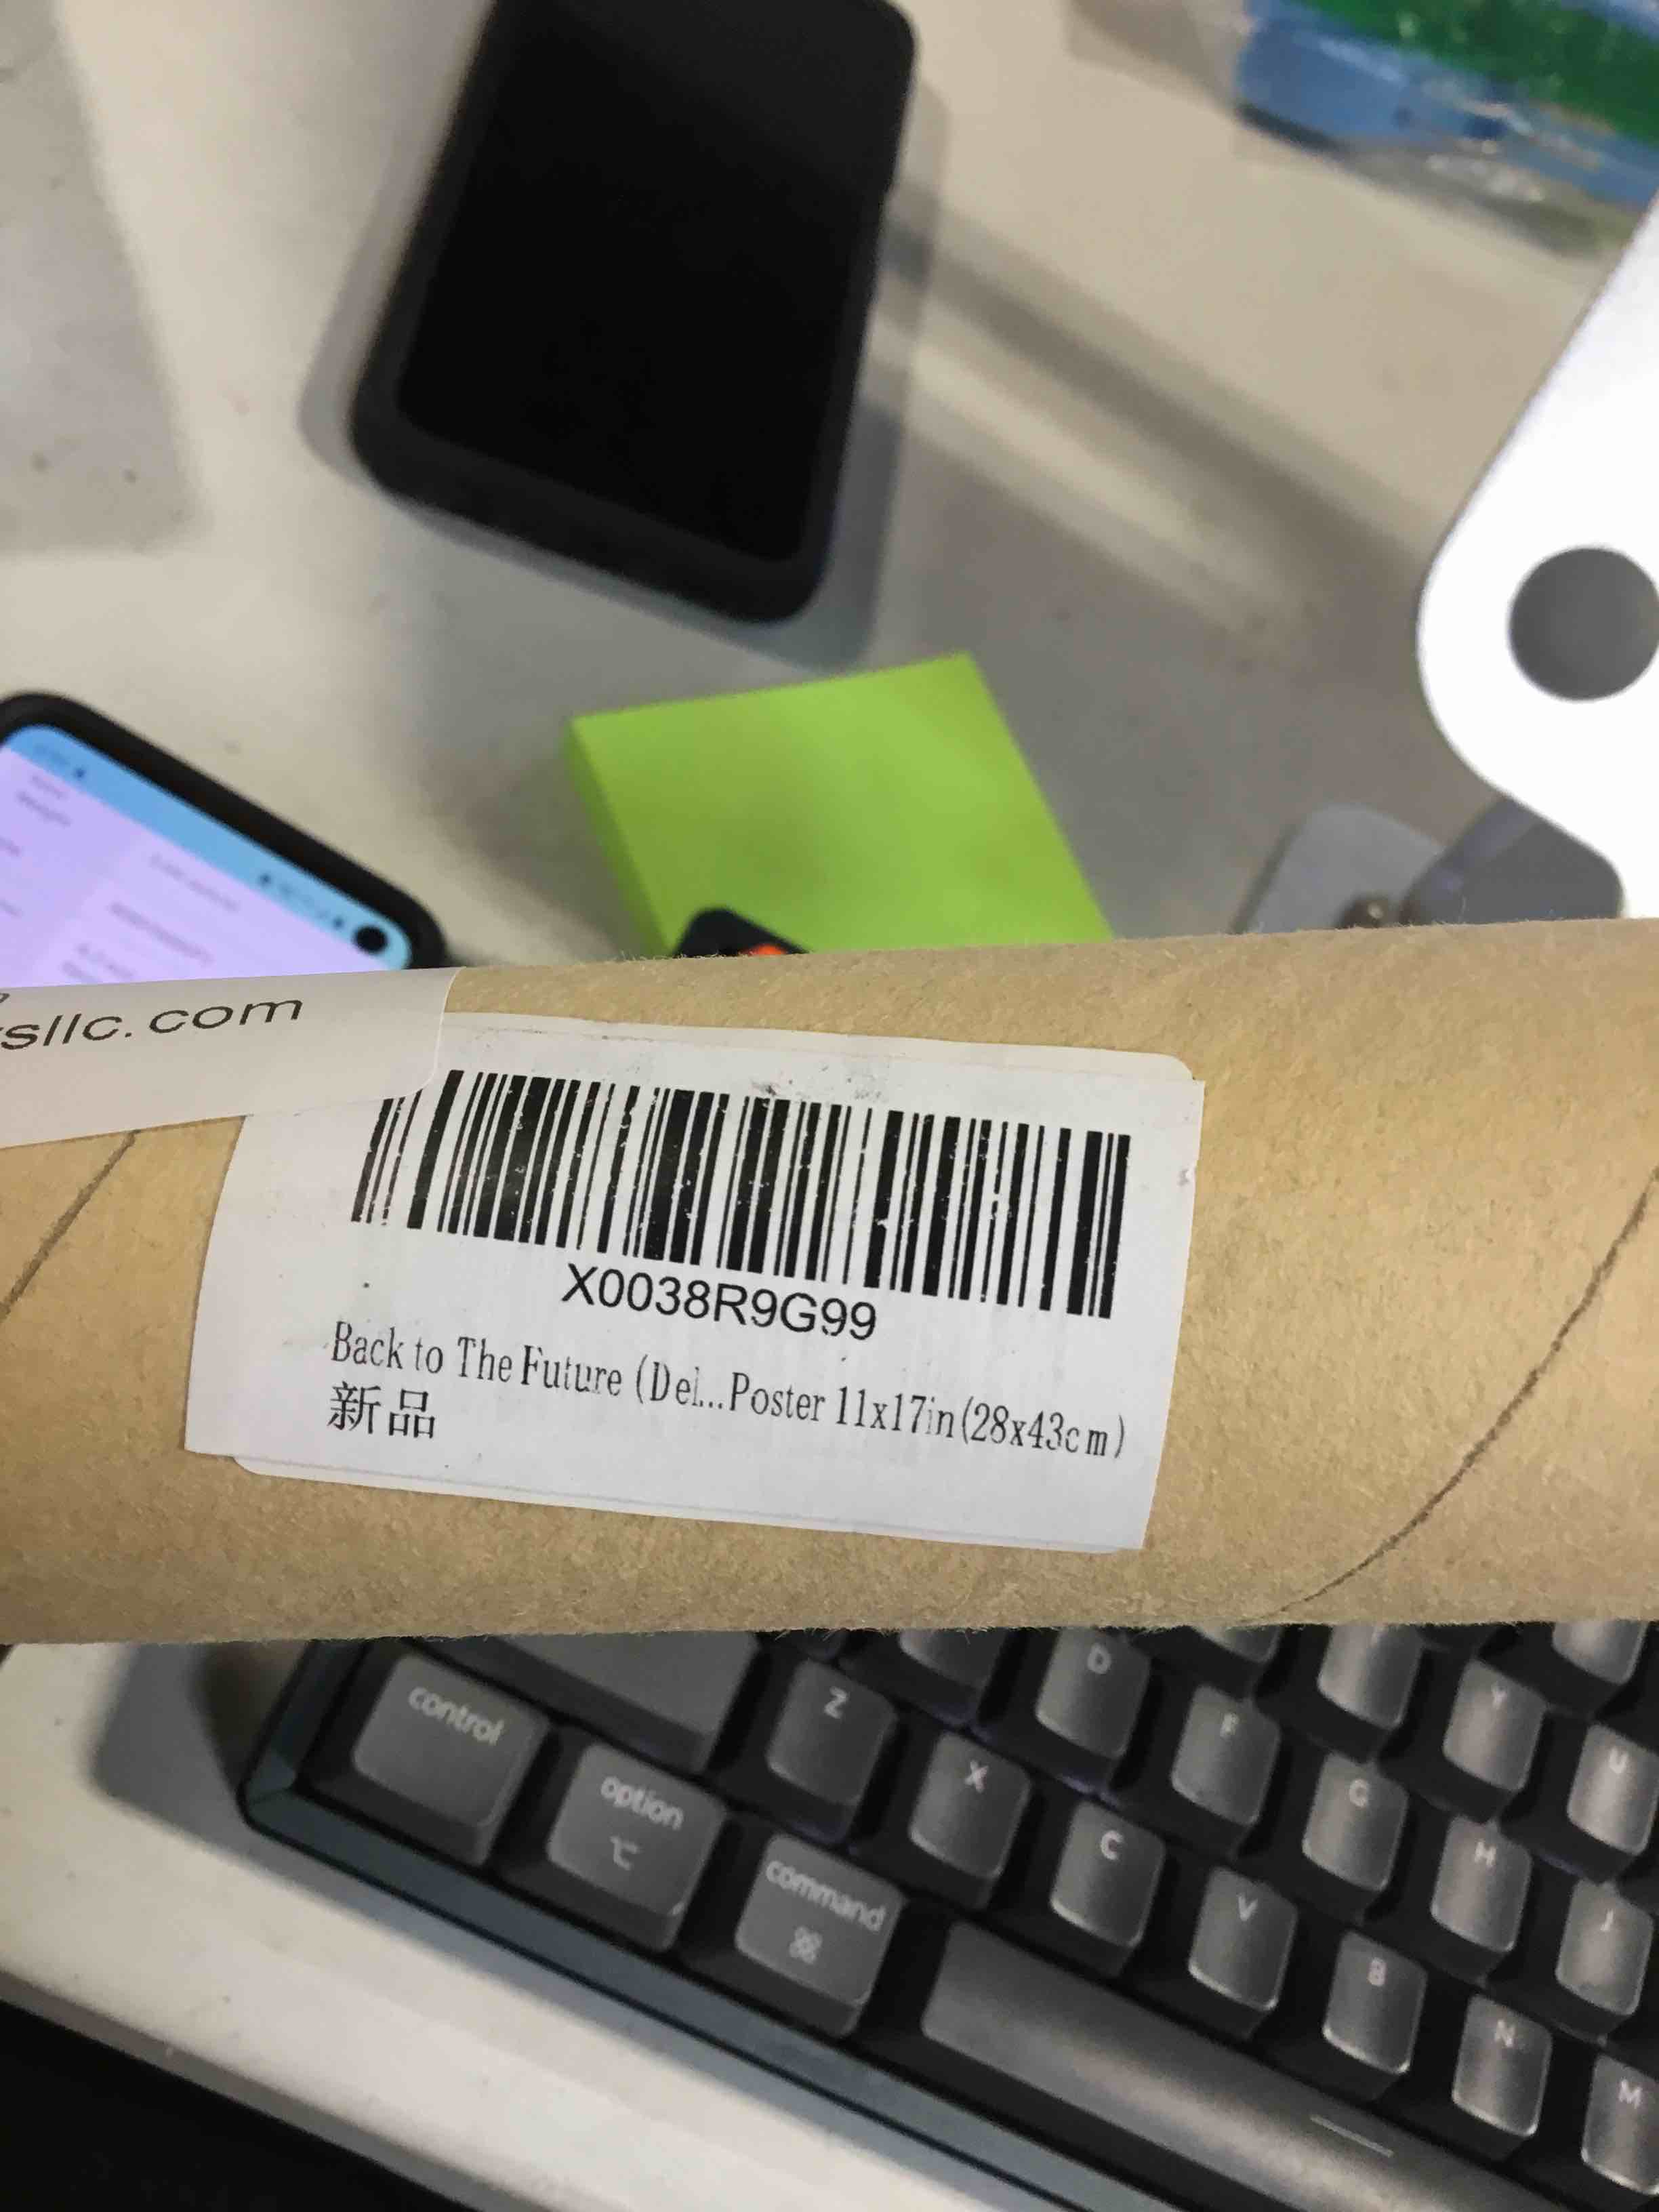 sllc.com
X0038R9G99
Back to The Future (Del...Poster 11x17in(28x43cm)
新品
control
option
⌥
command
⌘
Z
X
C
V
B
N
M
D
F
G
H
J
Y
U